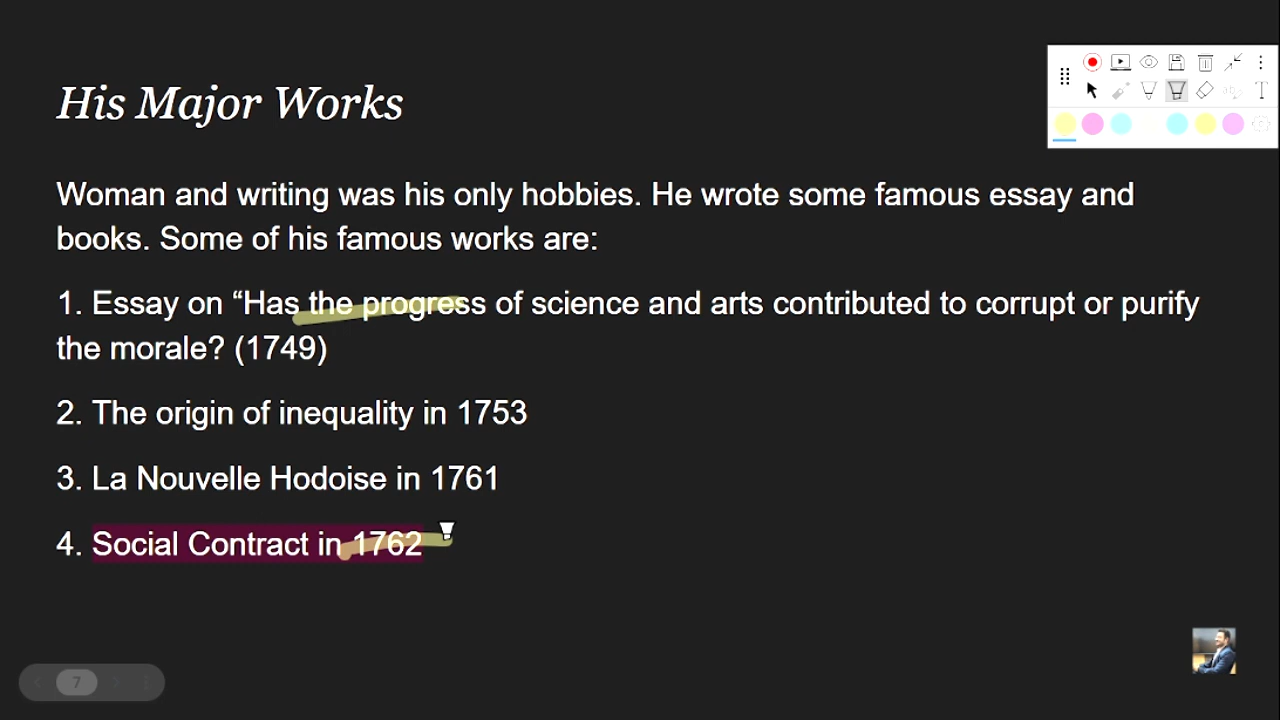 His Major Works
Woman and writing was his only hobbies. He wrote some famous essay and
books. Some of his famous works are:
1. Essay on “Has the progress of science and arts contributed to corrupt or purify
the morale? (1749)
2. The origin of inequality in 1753
3. La Nouvelle Hodoise in 1761
4. Social Contract in 1762
7